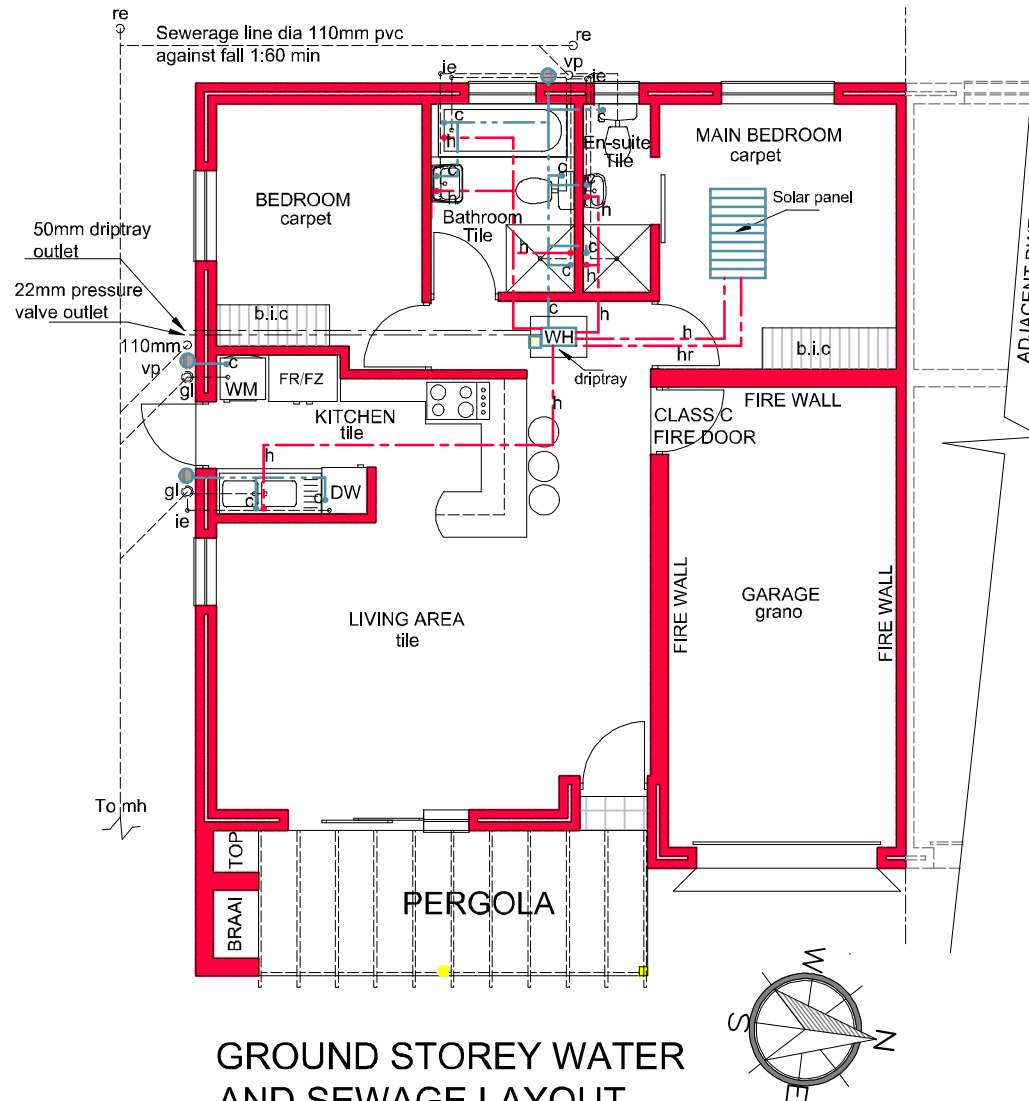 re
Sewerage line dia 110mm pvc
re
against fall 1:60 min
vp
ie
ie
c
c
h
En-suite
Tile
MAIN BEDROOM
carpet
BEDROOM
carpet
c
h
c
c
h
Solar panel
Bathroom
Tile
50mm driptray
outlet
h
c
c
h
22mm pressure
valve outlet
b.i.c
c
h
WH
h
hr
b.i.c
110mm
vp
c
driptray
gl
WM
FR/FZ
h
FIRE WALL
KITCHEN
tile
CLASS C
FIRE DOOR
h
gl
c
c
DW
ie
LIVING AREA
tile
FIRE WALL
GARAGE
grano
FIRE WALL
To mh
TOP
BRAAI
PERGOLA
W
S
N
E
GROUND STOREY WATER
AND SEWAGE LAYOUT